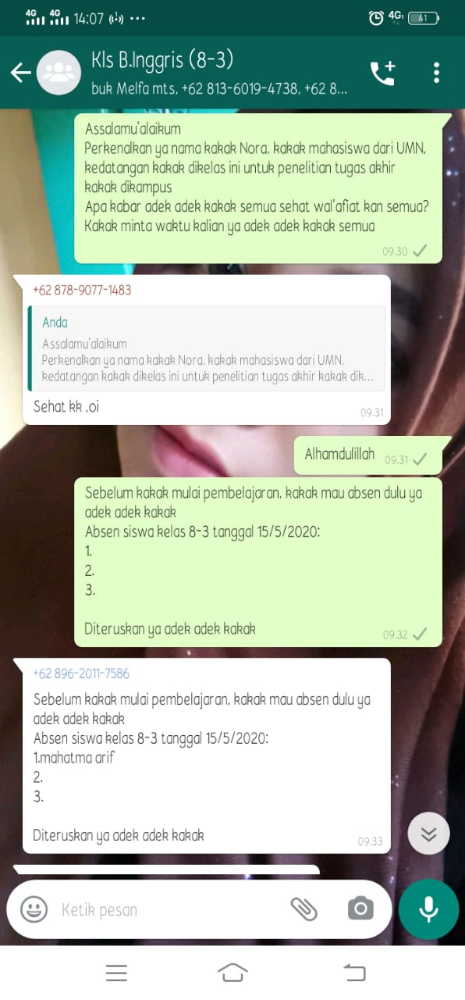 4G 4G 14:07 4G 41
Kls B.Inggris (8-3)
buk Melfa mts, +62 813-6019-4738, +62 8...
Assalamu'alaikum
Perkenalkan ya nama kakak Nora, kakak mahasiswa dari UMN,
kedatangan kakak dikelas ini untuk penelitian tugas akhir
kakak dikampus
Apa kabar adek adek kakak semua sehat wal'afiat kan semua?
Kakak minta waktu kalian ya adek adek kakak semua
09.30
+62 878-9077-1483
Anda
Assalamu'alaikum
Perkenalkan ya nama kakak Nora, kakak mahasiswa dari UMN,
kedatangan kakak dikelas ini untuk penelitian tugas akhir kakak dik...
Sehat kk ,oi
09.31
Alhamdulillah 09.31
Sebelum kakak mulai pembelajaran, kakak mau absen dulu ya
adek adek kakak
Absen siswa kelas 8-3 tanggal 15/5/2020:
1.
2.
3.
Diteruskan ya adek adek kakak
09.32
+62 896-2011-7586
Sebelum kakak mulai pembelajaran, kakak mau absen dulu ya
adek adek kakak
Absen siswa kelas 8-3 tanggal 15/5/2020:
1.mahatma arif
2.
3.
Diteruskan ya adek adek kakak
09.33
Ketik pesan